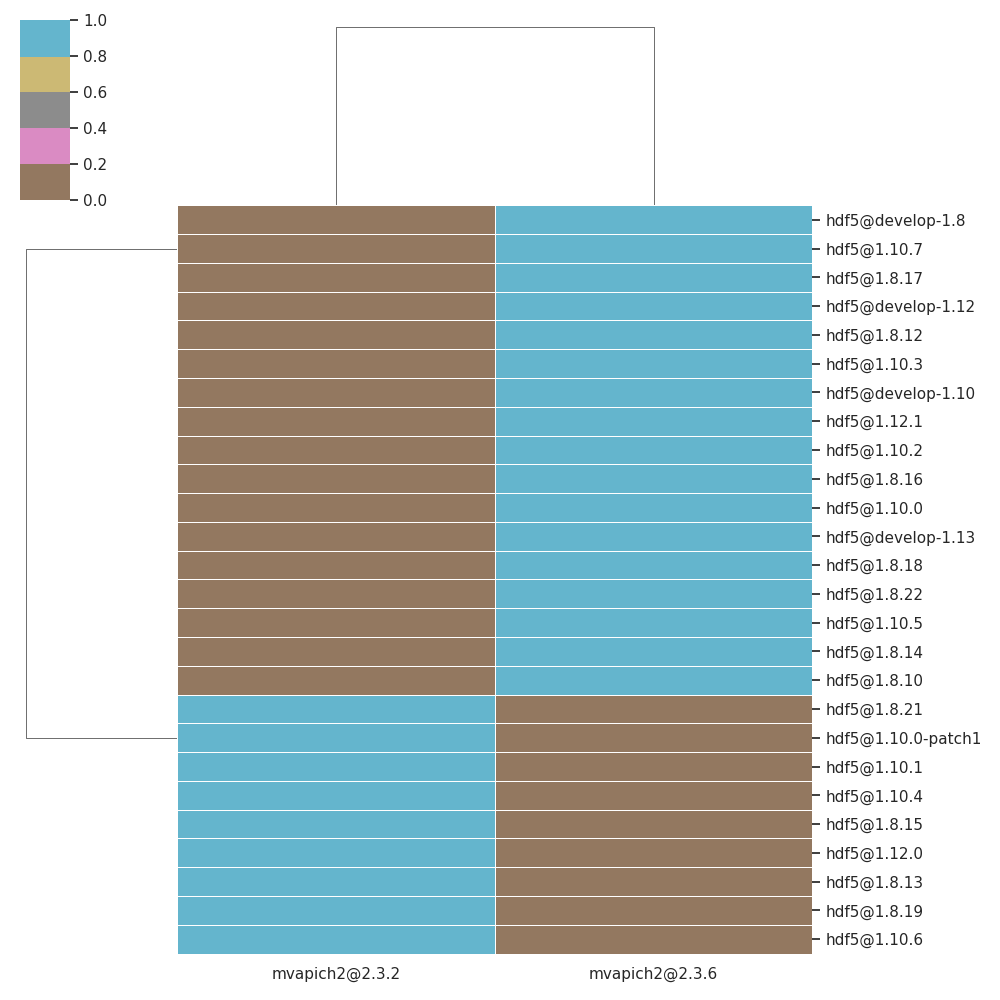 1.0
0.8
0.6
0.4
0.2
0.0
hdf5@develop-1.8
hdf5@1.10.7
hdf5@1.8.17
hdf5@develop-1.12
hdf5@1.8.12
hdf5@1.10.3
hdf5@develop-1.10
hdf5@1.12.1
hdf5@1.10.2
hdf5@1.8.16
hdf5@1.10.0
hdf5@develop-1.13
hdf5@1.8.18
hdf5@1.8.22
hdf5@1.10.5
hdf5@1.8.14
hdf5@1.8.10
hdf5@1.8.21
hdf5@1.10.0-patch1
hdf5@1.10.1
hdf5@1.10.4
hdf5@1.8.15
hdf5@1.12.0
hdf5@1.8.13
hdf5@1.8.19
hdf5@1.10.6
mvapich2@2.3.2 mvapich2@2.3.6